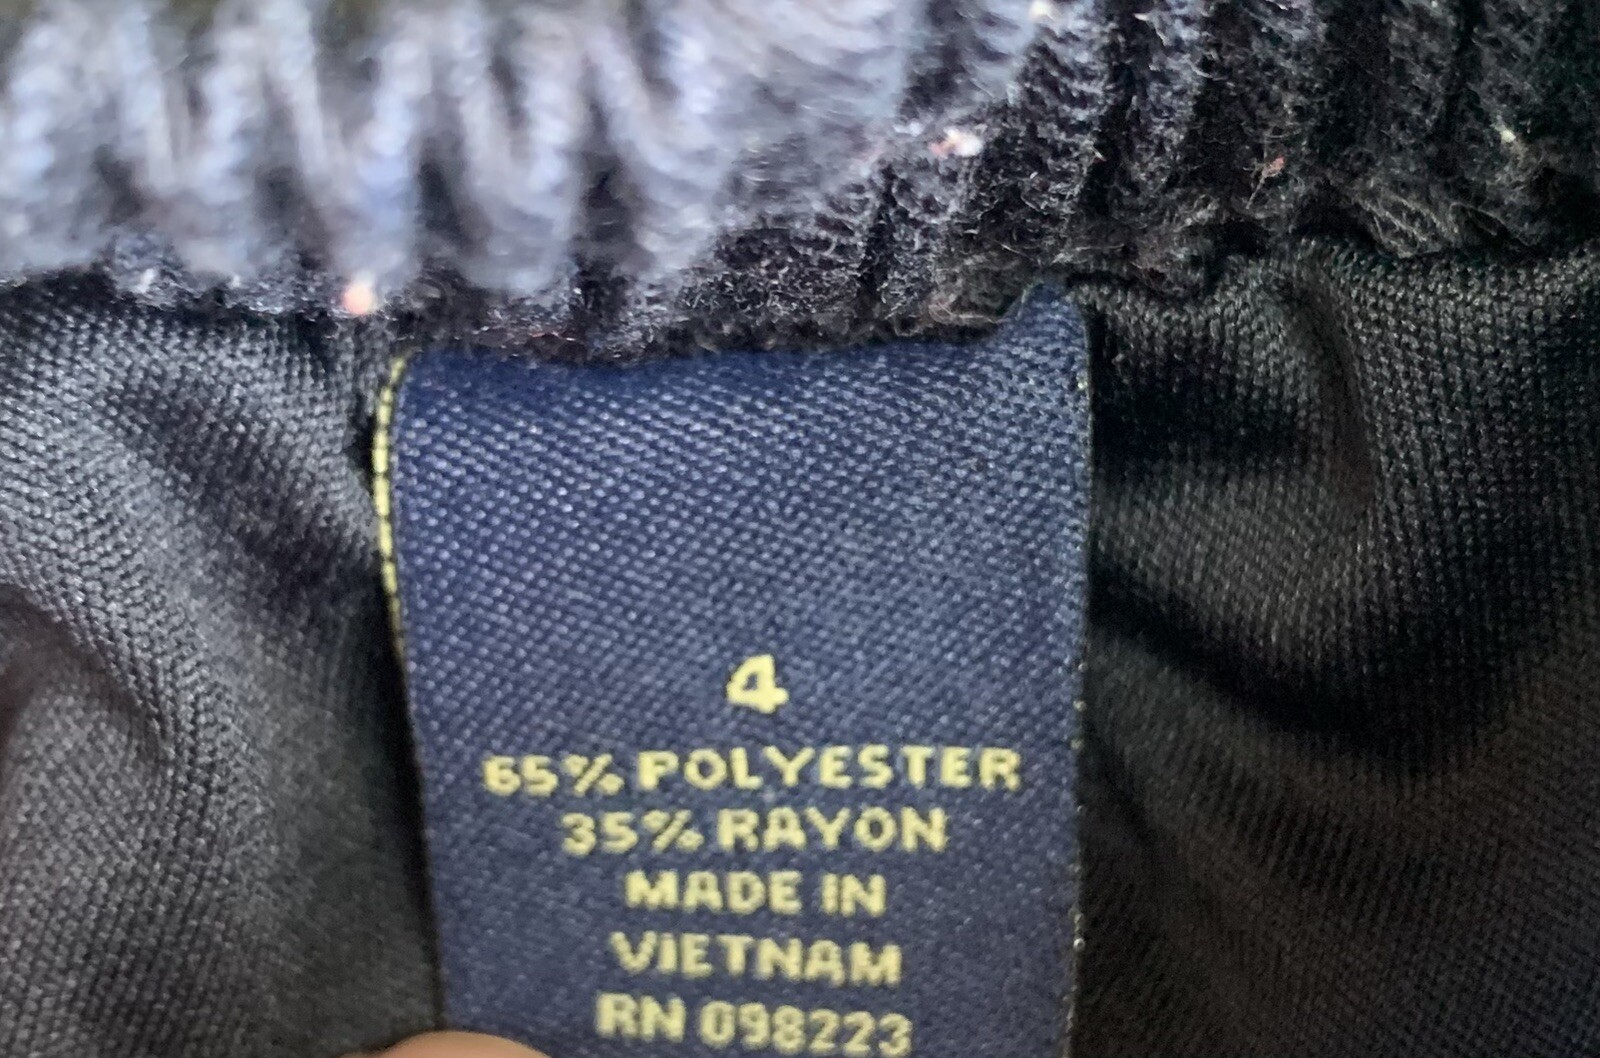 4
65% POLYESTER
35% RAYON
MADE IN
VIETNAM
RN 098223